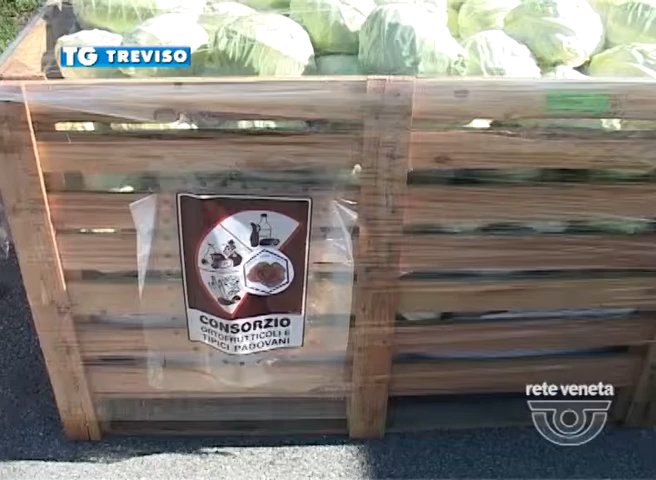 TG TREVISO
CONSORZIO
ORTOFRUTTICOLI E
TIPICI PADOVANI
rete veneta